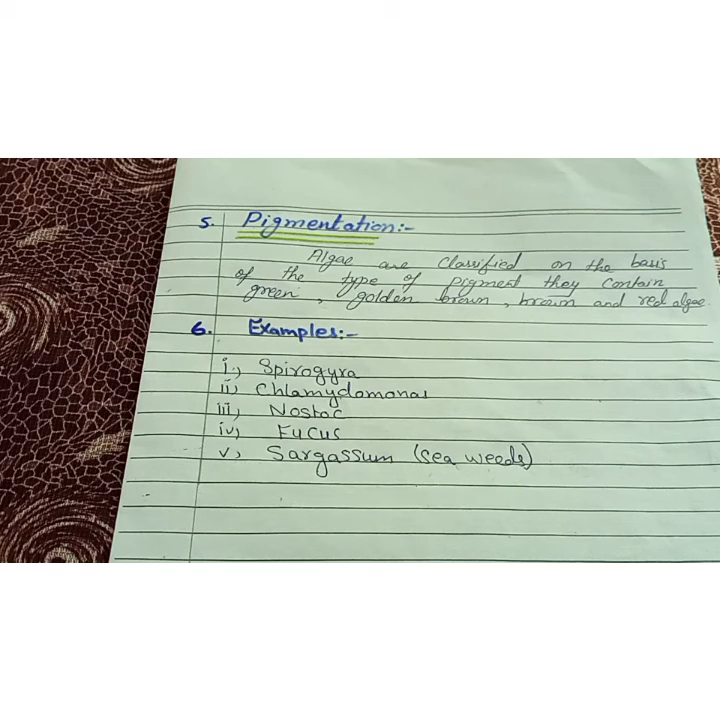 5. Pigmentation:-
Algae are classified on the basis
of the type of pigment they contain
green, golden brown, brown and red algae.
6. Examples:-
i) Spirogyra
ii) Chlamydomonas
iii) Nostoc
iv) Fucus
v) Sargassum (sea weeds)